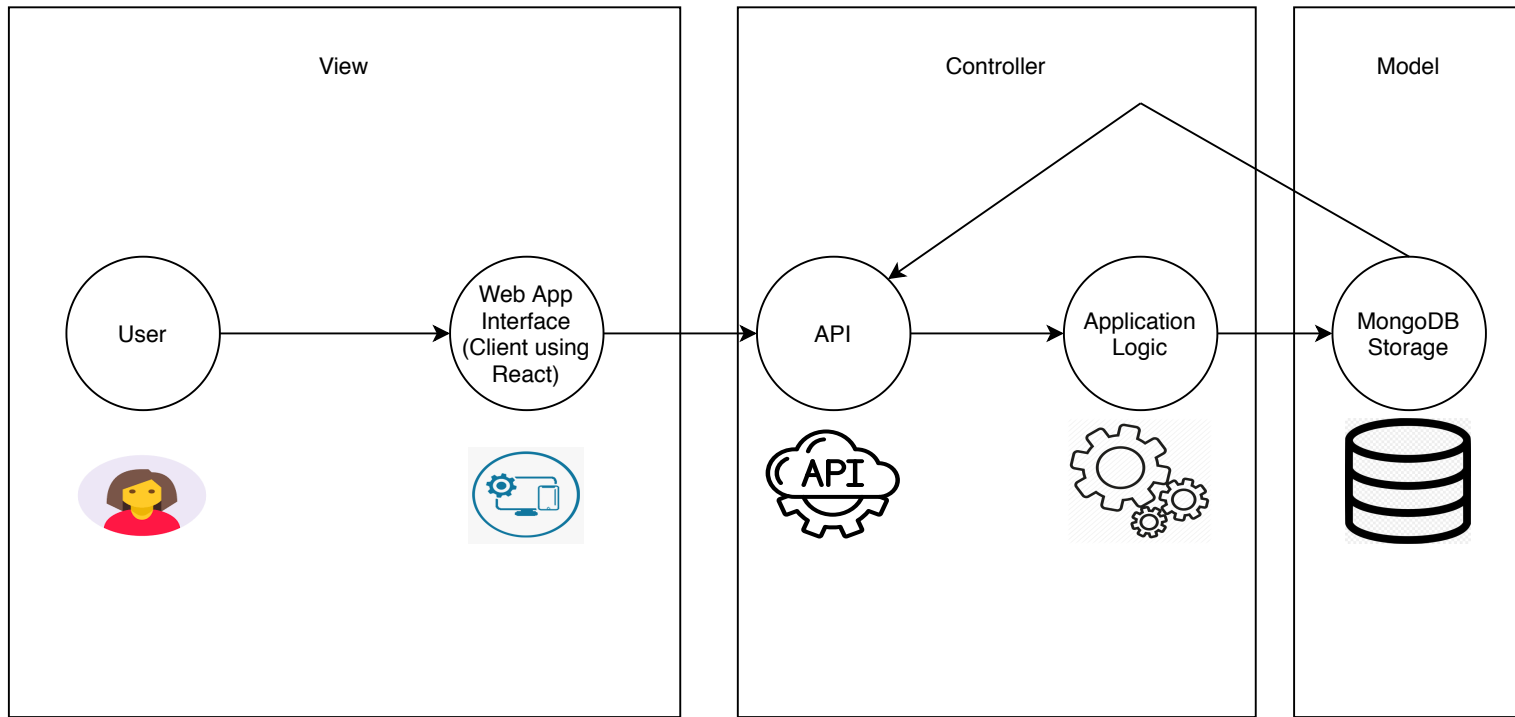 View
Controller
Model
User
Web App
Interface
(Client using
React)
API
Application
Logic
MongoDB
Storage
API